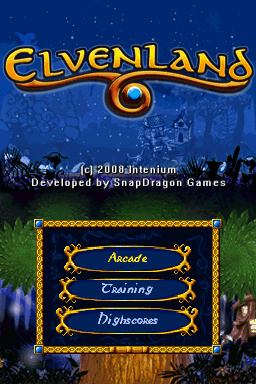 ELVENLAND
(c) 2008 Intenium
Developed by SnapDragon Games
Arcade
Training
Highscores